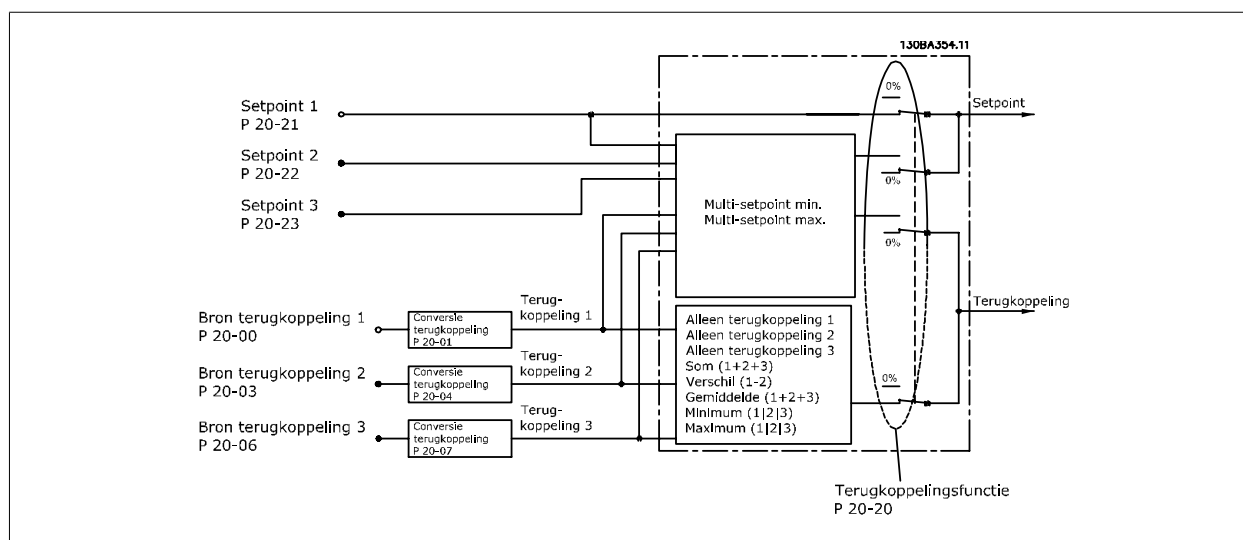 130BA354.11
0%
Setpoint 1
P 20-21
Setpoint
Setpoint 2
P 20-22
0%
Setpoint 3
P 20-23
Multi-setpoint min.
Multi-setpoint max.
0%
Terugkoppeling
Bron terugkoppeling 1
P 20-00
Conversie
terugkoppeling
P 20-01
Terug-
koppeling 1
Bron terugkoppeling 2
P 20-03
Conversie
terugkoppeling
P 20-04
Terug-
koppeling 2
Bron terugkoppeling 3
P 20-06
Conversie
terugkoppeling
P 20-07
Terug-
koppeling 3
Alleen terugkoppeling 1
Alleen terugkoppeling 2
Alleen terugkoppeling 3
Som (1+2+3)
Verschil (1-2)
Gemiddelde (1+2+3)
Minimum (1|2|3)
Maximum (1|2|3)
0%
Terugkoppelingsfunctie
P 20-20